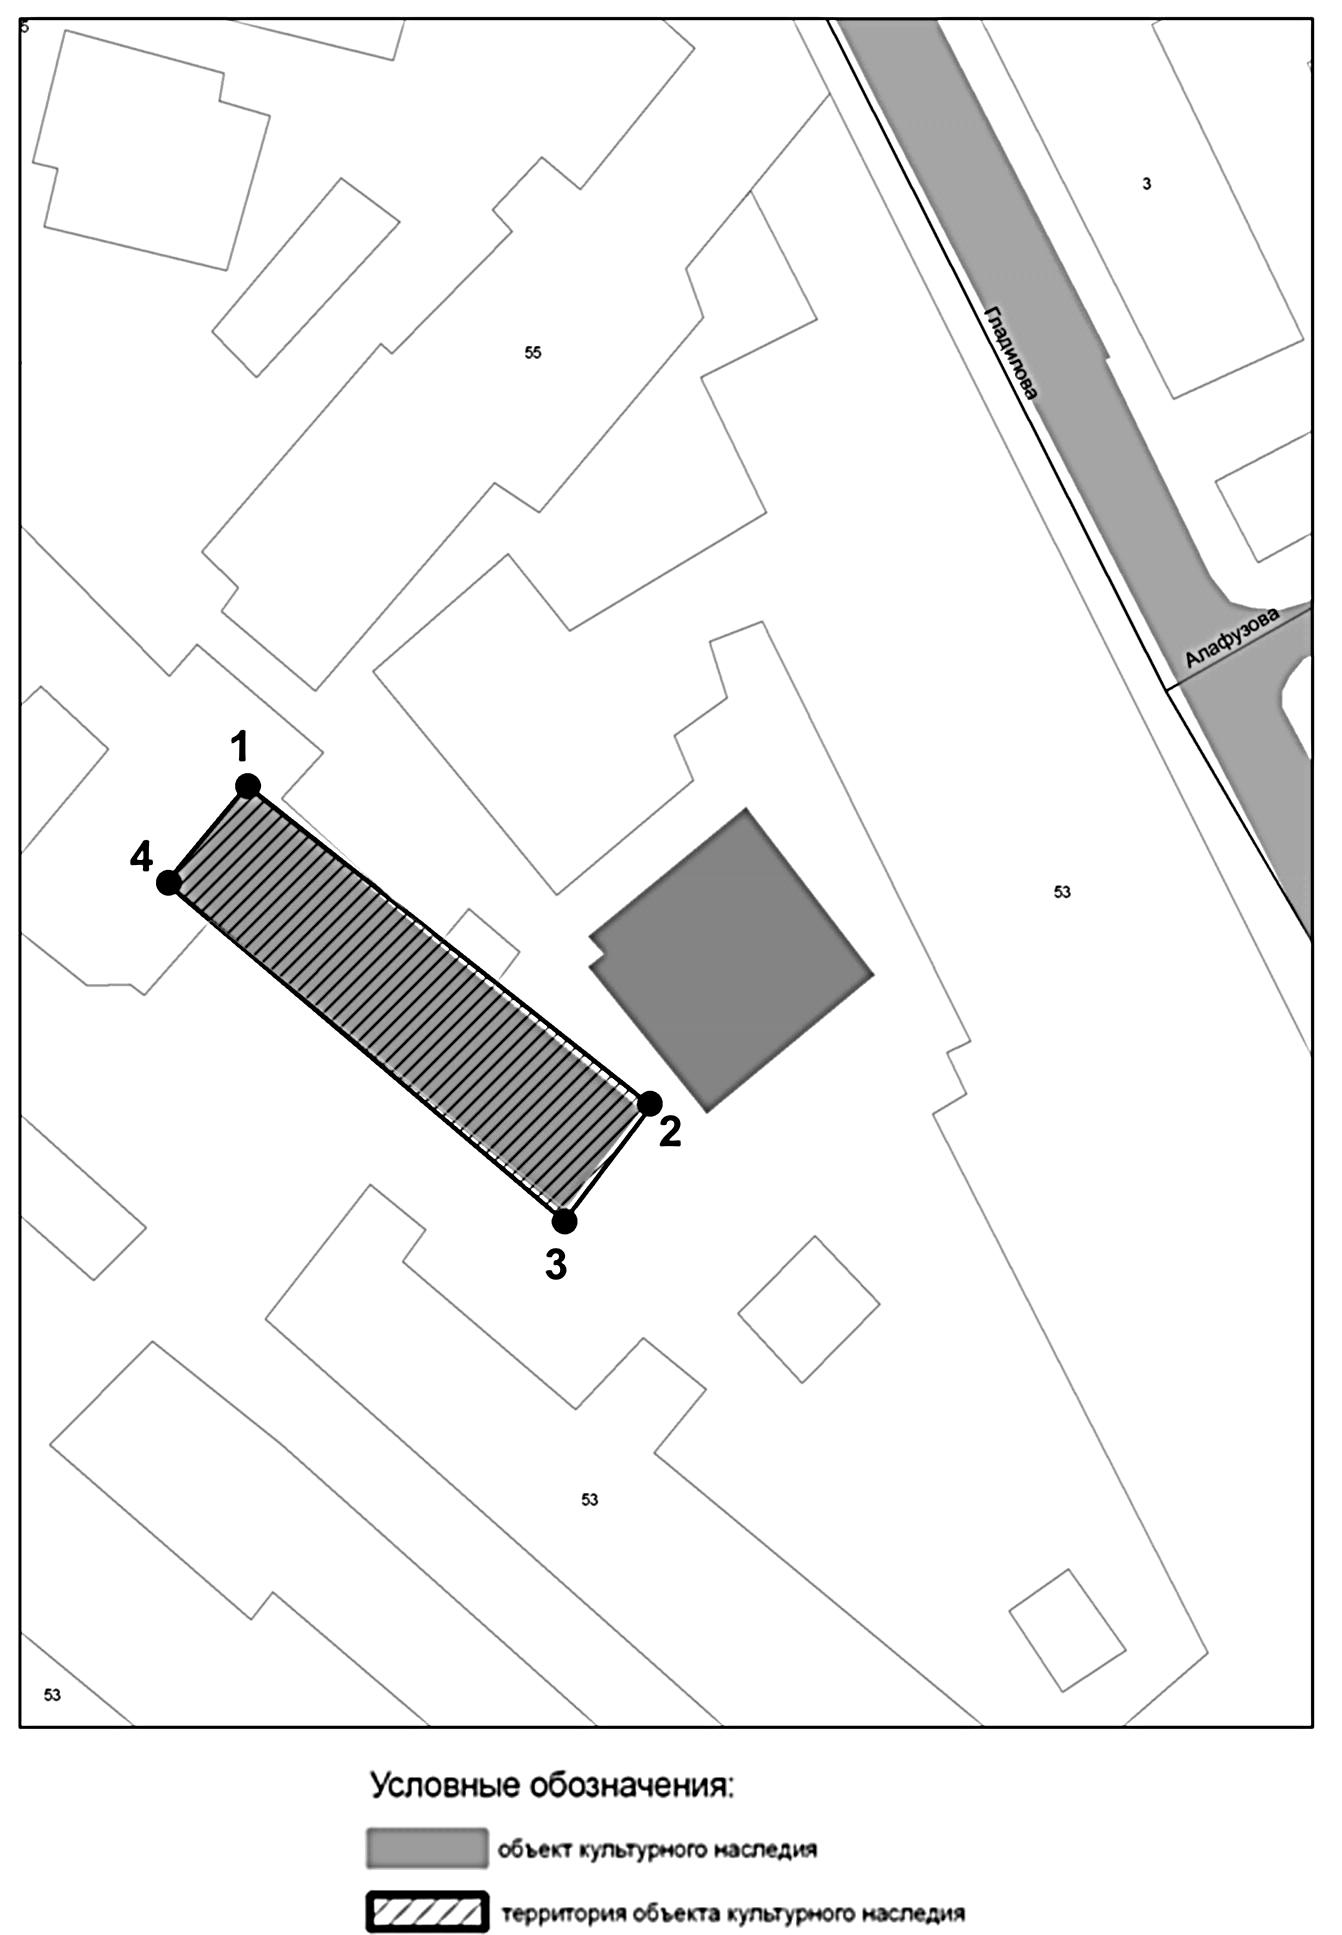 5
3
Гладилова
55
Алафузова
1
4
53
2
3
53
53
Условные обозначения:
объект культурного наследия
территория объекта культурного наследия